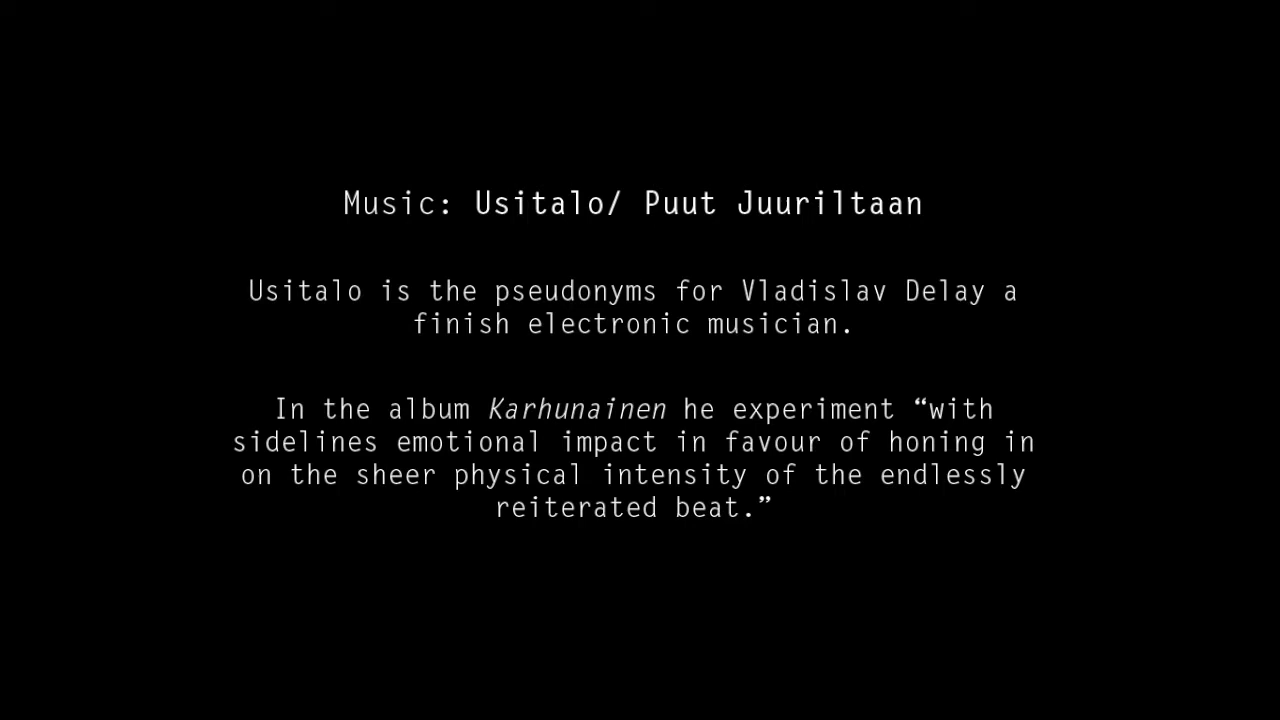 Music: Usitalo/ Puut Juuriltaan
Usitalo is the pseudonyms for Vladislav Delay a
finish electronic musician.
In the album Karhunainen he experiment “with
sidelines emotional impact in favour of honing in
on the sheer physical intensity of the endlessly
reiterated beat.”